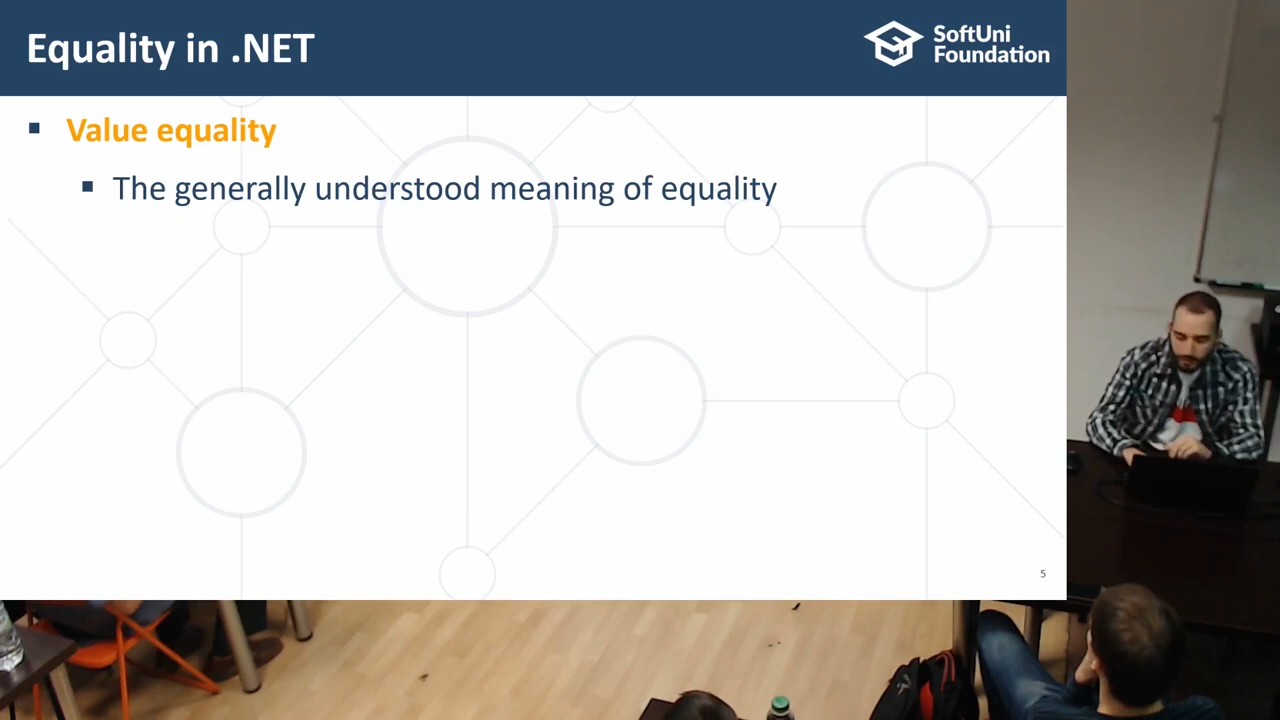 Equality in .NET
SoftUni
Foundation
Value equality
The generally understood meaning of equality
5